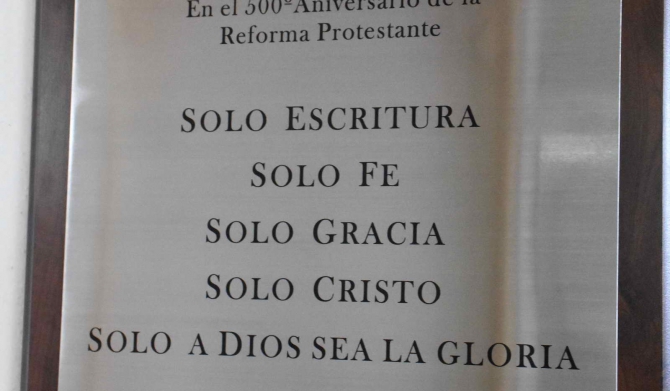 En el 500º Aniversario de la
Reforma Protestante
SOLO ESCRITURA
SOLO FE
SOLO GRACIA
SOLO CRISTO
SOLO A DIOS SEA LA GLORIA